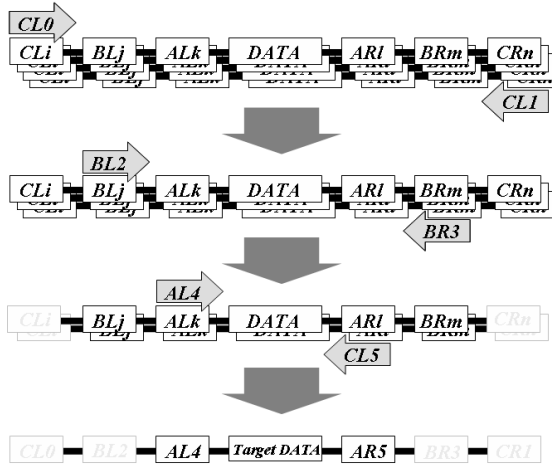 CL0
CLi BLj ALk DATA ARl BRm CRn
CL1
BL2
CLi BLj ALk DATA ARl BRm CRn
BR3
AL4
CLi BLj ALk DATA ARl BRm CRn
CL5
CL0 BL2 AL4 Target DATA AR5 BR3 CR1